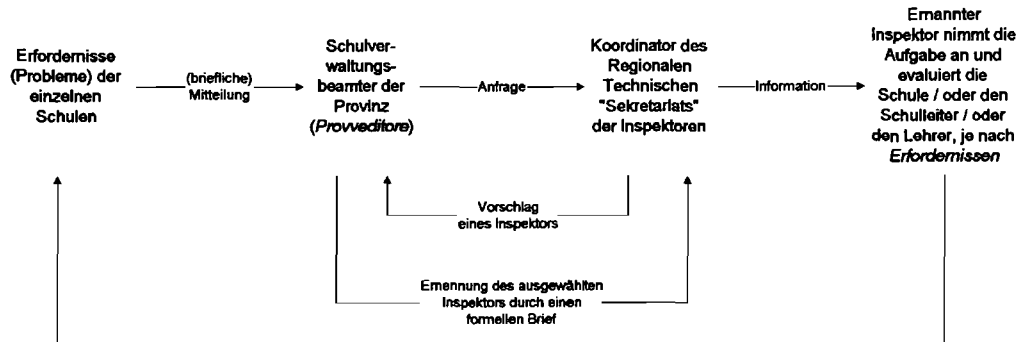 Erfordernisse
(Probleme) der
einzelnen
Schulen
(briefliche)
Mitteilung
Schulver-
waltungs-
beamter der
Provinz
(Provveditore)
Anfrage
Koordinator des
Regionalen
Technischen
"Sekretariats"
der Inspektoren
Information
Ernannter
Inspektor nimmt die
Aufgabe an und
evaluiert die
Schule / oder den
Schulleiter / oder
den Lehrer, je nach
Erfordernissen
Vorschlag
eines Inspektors
Ernennung des ausgewählten
Inspektors durch einen
formellen Brief